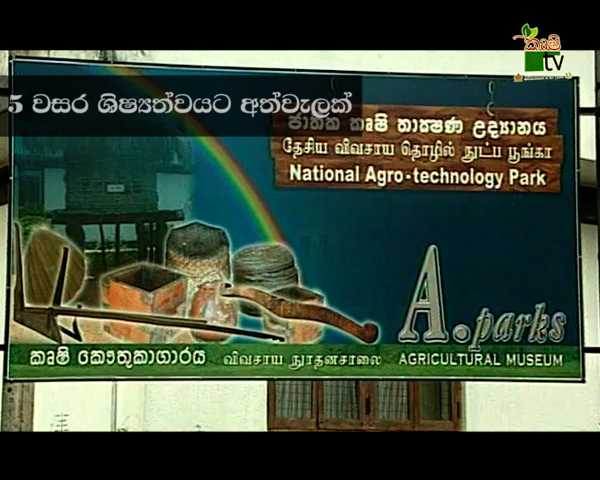 කෘෂි
tv
5 වසර ශිෂ්‍යත්වයට අත්වැලක්
ජාතික කෘෂි තාක්ෂණ උද්‍යානය
தேசிய விவசாய தொழில் நுட்ப பூங்கா
National Agro-technology Park
A.parks
කෘෂි කෞතුකාගාරය விவசாய நூதனசாலை AGRICULTURAL MUSEUM